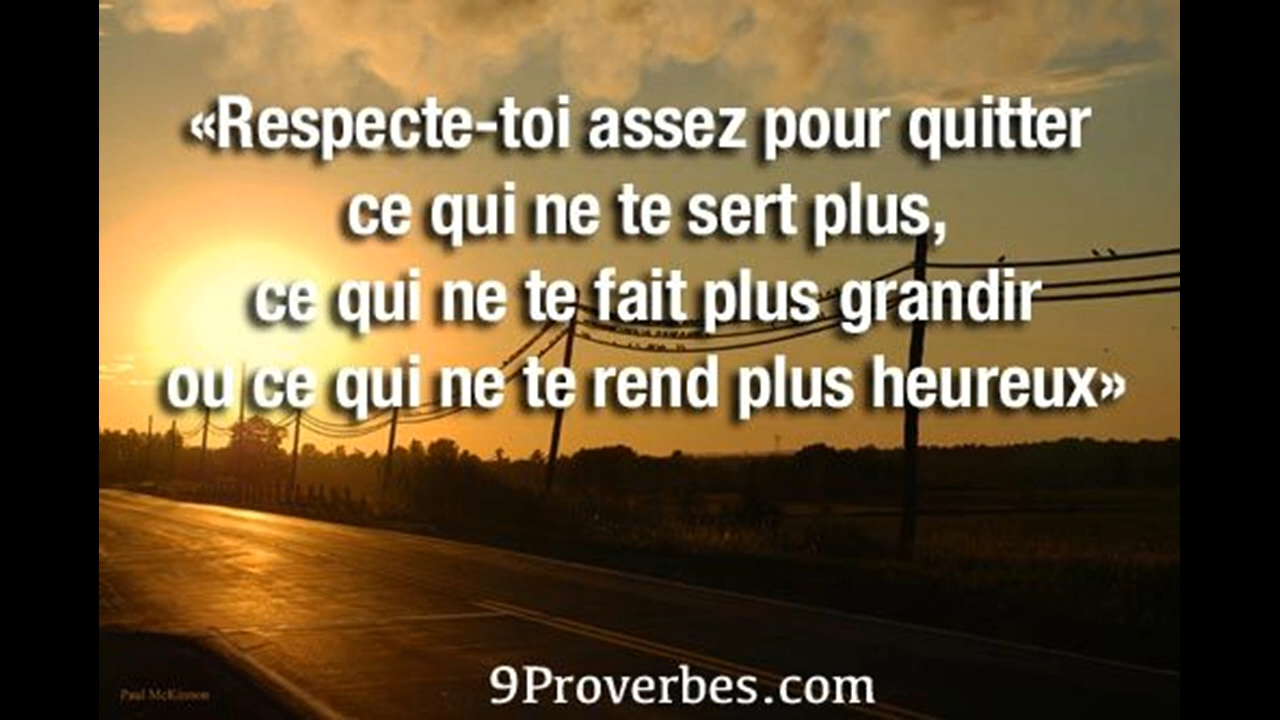 «Respecte-toi assez pour quitter
ce qui ne te sert plus,
ce qui ne te fait plus grandir
ou ce qui ne te rend plus heureux»
9Proverbes.com
Paul McKinnon